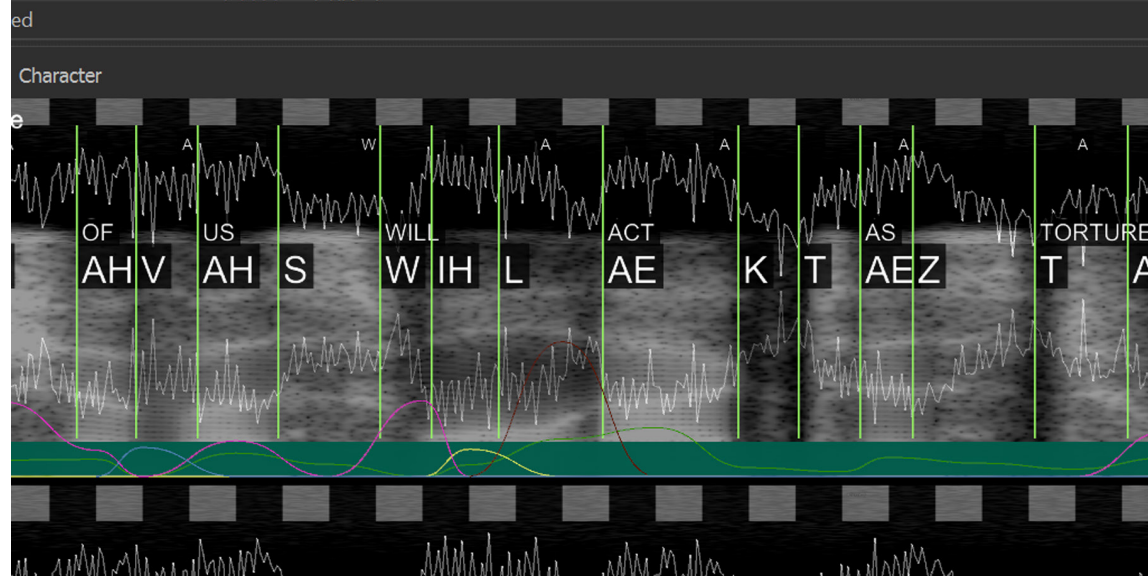 ed
Character
e
A W A A A A
OF US WILL ACT AS TORTURE
AH V AH S W IH L AE K T AE Z T A